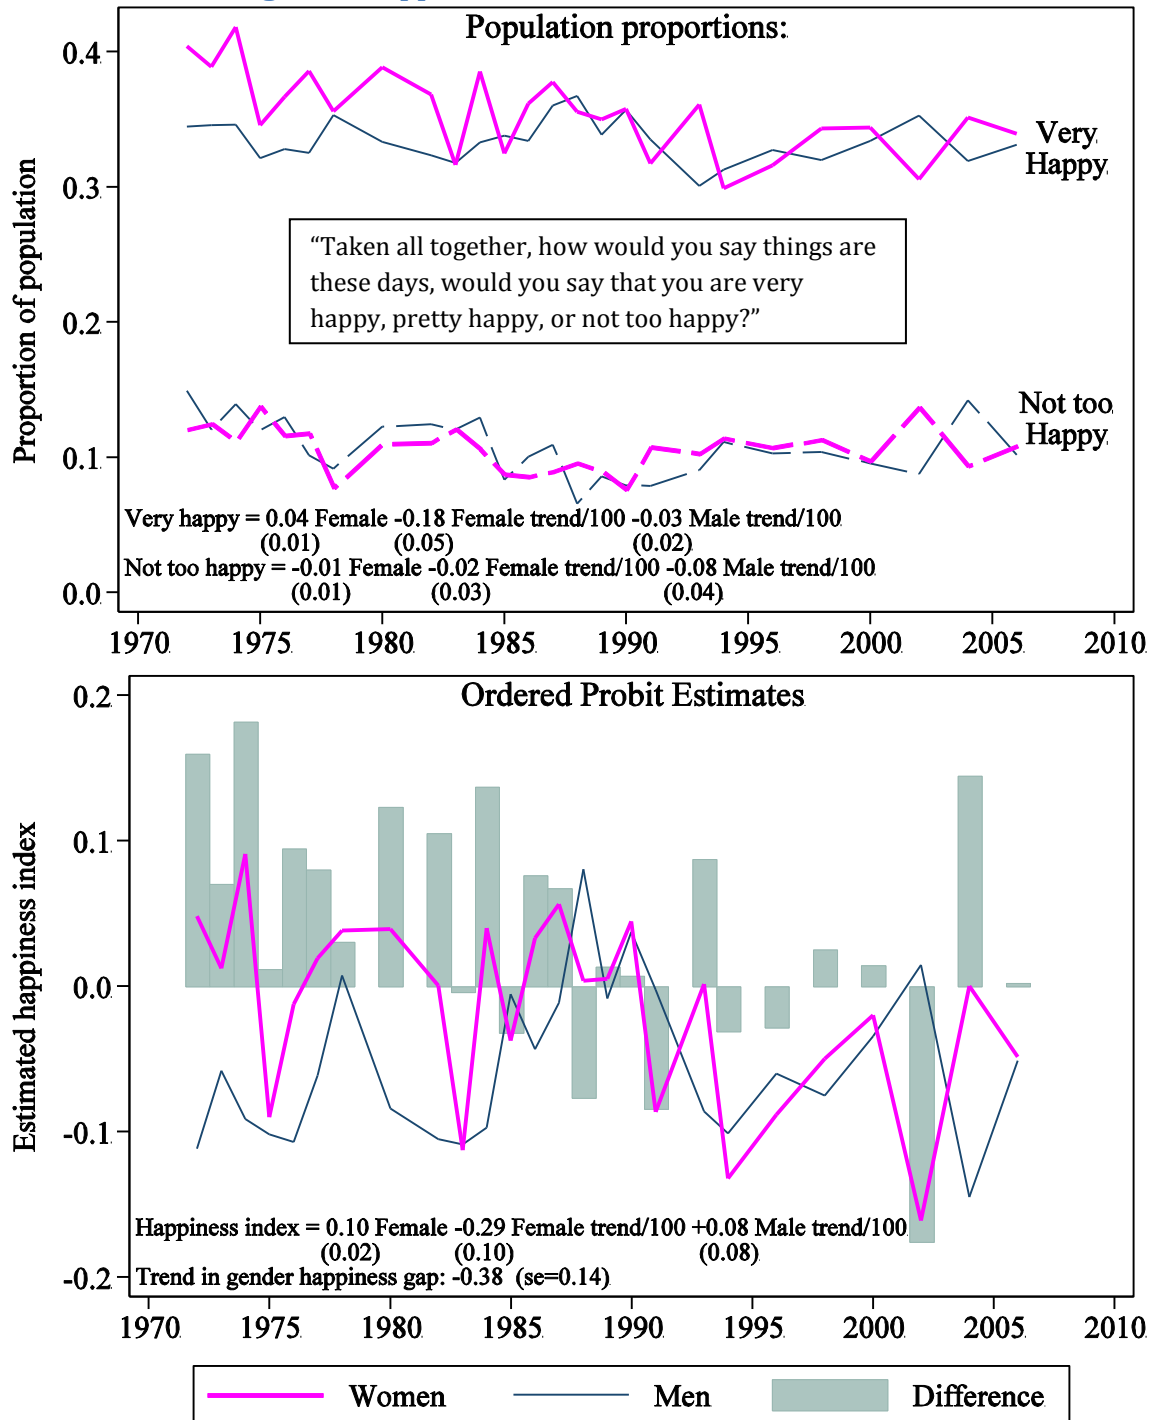 Population proportions:
0.4
0.3
0.2
0.1
0.0
Proportion of population
Very
Happy
“Taken all together, how would you say things are
these days, would you say that you are very
happy, pretty happy, or not too happy?”
Not too
Happy
Very happy = 0.04 Female -0.18 Female trend/100 -0.03 Male trend/100
(0.01) (0.05) (0.02)
Not too happy = -0.01 Female -0.02 Female trend/100 -0.08 Male trend/100
(0.01) (0.03) (0.04)
1970 1975 1980 1985 1990 1995 2000 2005 2010
Ordered Probit Estimates
0.2
0.1
0.0
-0.1
-0.2
Estimated happiness index
Happiness index = 0.10 Female -0.29 Female trend/100 +0.08 Male trend/100
(0.02) (0.10) (0.08)
Trend in gender happiness gap: -0.38 (se=0.14)
1970 1975 1980 1985 1990 1995 2000 2005 2010
Women Men Difference